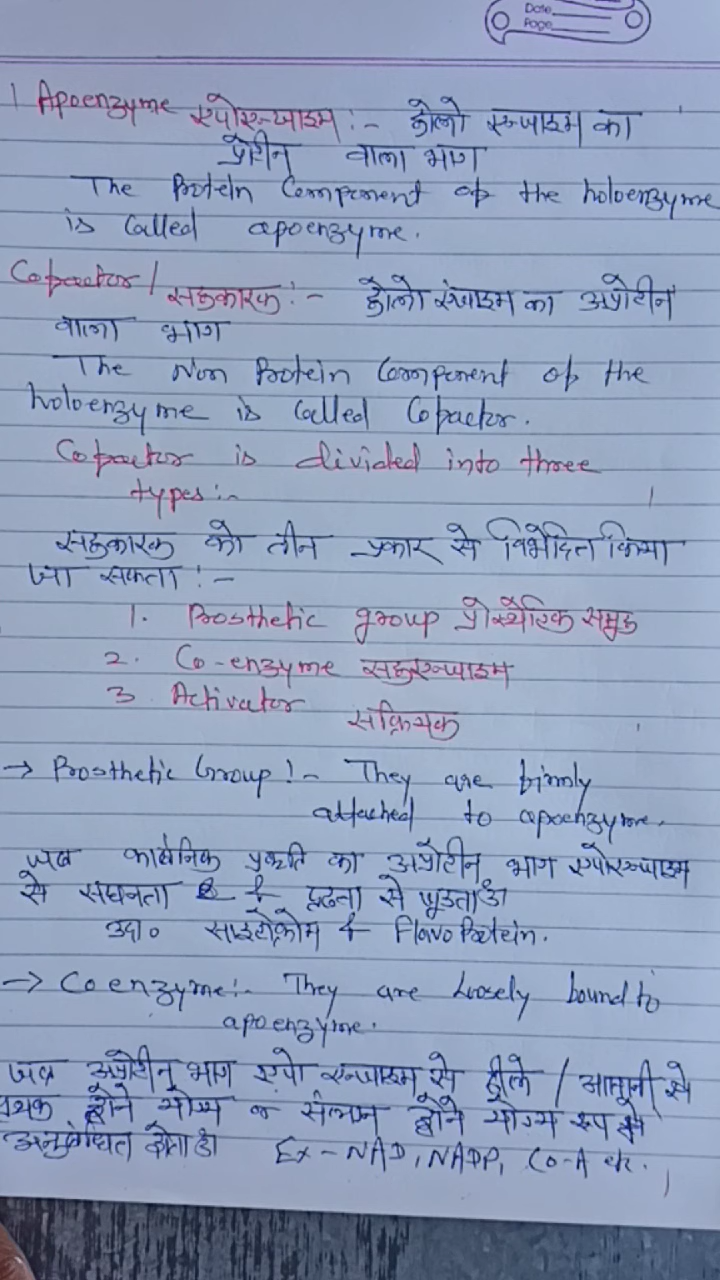 Date
Page
1 Apoenzyme एपोएन्जाइम :- होलो एन्जाइम का
प्रोटीन वाला भाग
The Protein Component of the holoenzyme
is Called apoenzyme.
Cofactor / सहकारक :- होलो एंजाइम का अप्रोटीन
वाला भाग
The Non Protein Component of the
holoenzyme is Called Cofactor.
Cofactor is divided into three
types :-
सहकारक को तीन प्रकार से विभेदित किया
जा सकता :-
1. Prosthetic group प्रोस्थेटिक समूह
2. Co-enzyme सहएन्जाइम
3 Activator
सक्रियक
→ Prosthetic Group :- They are firmly
attached to apoenzyme.
जब कार्बनिक प्रकृति का अप्रोटीन भाग एपोएन्जाइम
से सघनता & दृढता से जुडता है।
उदा० साइटोक्रोम & Flavo Protein.
→ Coenzyme :- They are loosely bound to
apoenzyme.
जब अप्रोटीन भाग एपो एन्जाइम से ढीले / आसानी से
पृथक होने योग्य व संलग्न होने योग्य रूप से
अनुबंधित होता है। Ex - NAD, NADP, Co-A etc.